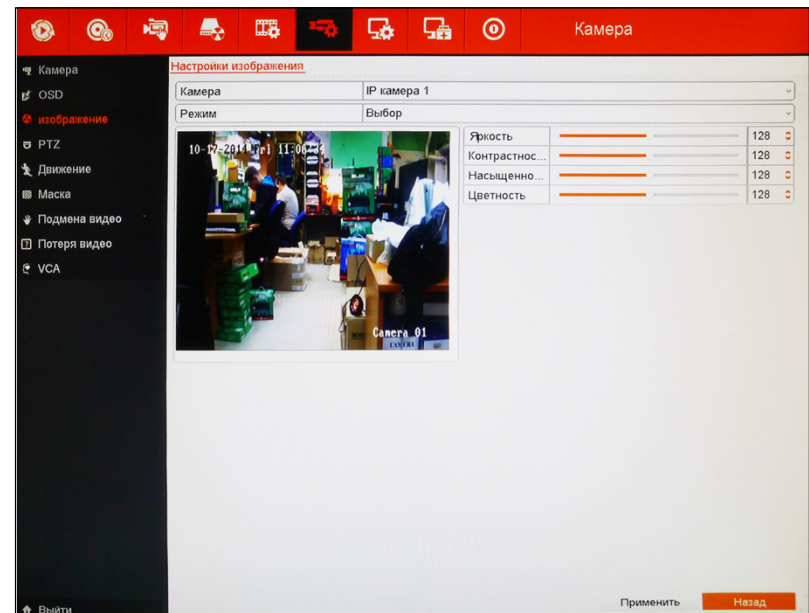 Камера
Камера
OSD
изображение
PTZ
Движение
Маска
Подмена видео
Потеря видео
VCA
Выйти
Настройки изображения
Камера IP камера 1
Режим Выбор
10-17-2014 Fri 11:06:34
Camera 01
CAMERA
Яркость 128
Контрастнос... 128
Насыщенно... 128
Цветность 128
Применить Назад